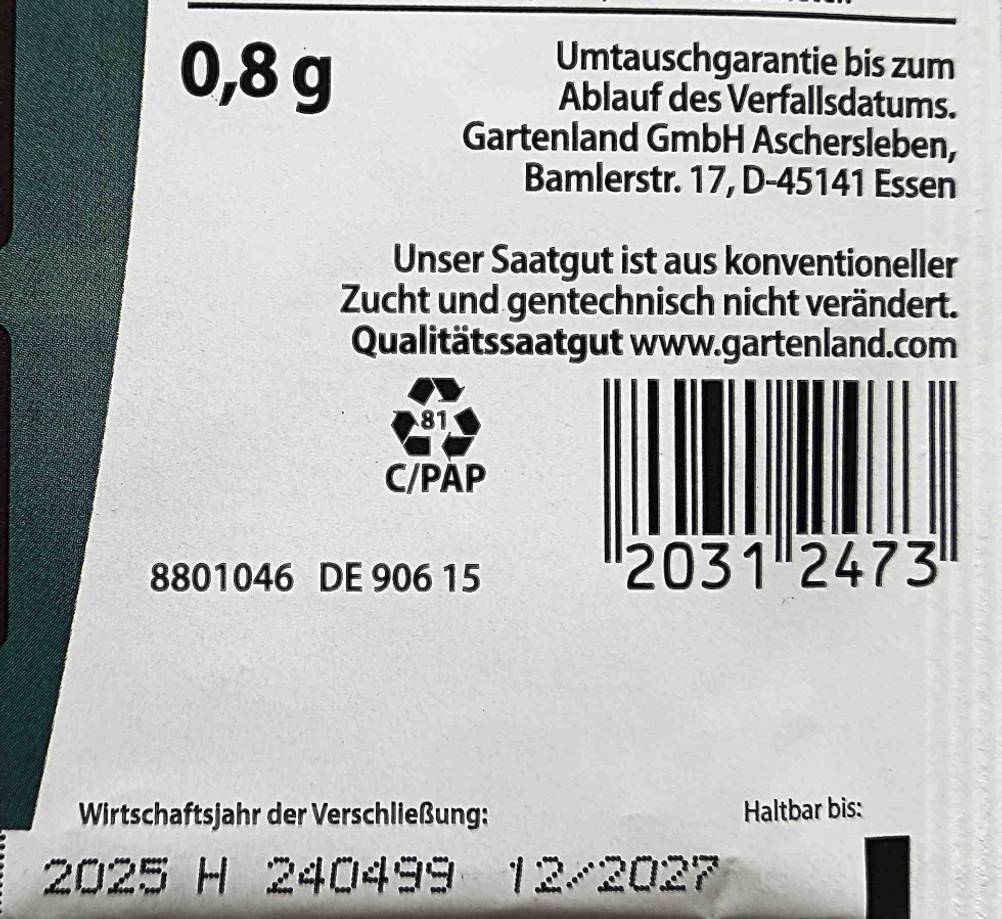 0,8 g
Umtauschgarantie bis zum
Ablauf des Verfallsdatums.
Gartenland GmbH Aschersleben,
Bamlerstr. 17, D-45141 Essen
Unser Saatgut ist aus konventioneller
Zucht und gentechnisch nicht verändert.
Qualitätssaatgut www.gartenland.com
81
C/PAP
8801046 DE 906 15
2031 2473
Wirtschaftsjahr der Verschließung:
Haltbar bis:
2025 H 240499 12/2027